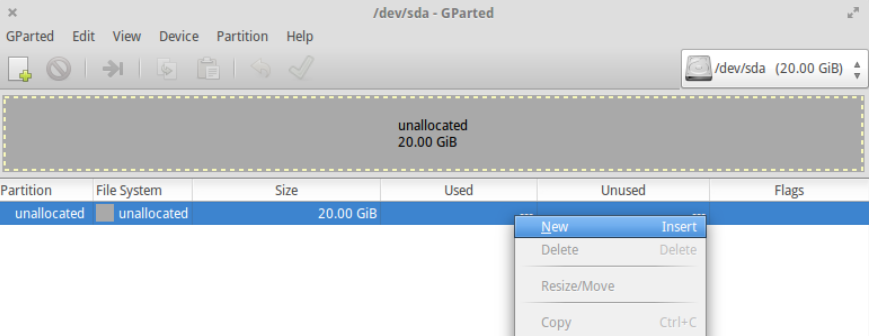 /dev/sda - GParted
GParted Edit View Device Partition Help
/dev/sda (20.00 GiB)
unallocated
20.00 GiB
Partition File System Size Used Unused Flags
unallocated unallocated 20.00 GiB --- ---
New Insert
Delete Delete
Resize/Move
Copy Ctrl+C